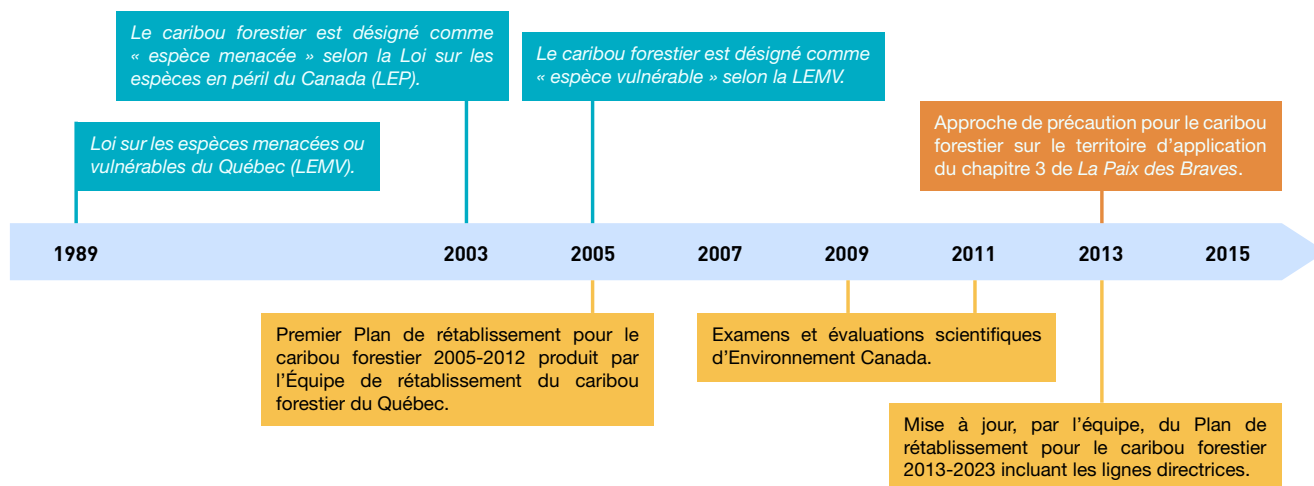 Le caribou forestier est désigné comme
« espèce menacée » selon la Loi sur les
espèces en péril du Canada (LEP).
Le caribou forestier est désigné comme
« espèce vulnérable » selon la LEMV.
Loi sur les espèces menacées ou
vulnérables du Québec (LEMV).
Approche de précaution pour le caribou
forestier sur le territoire d’application
du chapitre 3 de La Paix des Braves.
1989 2003 2005 2007 2009 2011 2013 2015
Premier Plan de rétablissement pour le
caribou forestier 2005-2012 produit par
l’Équipe de rétablissement du caribou
forestier du Québec.
Examens et évaluations scientifiques
d’Environnement Canada.
Mise à jour, par l’équipe, du Plan de
rétablissement pour le caribou forestier
2013-2023 incluant les lignes directrices.